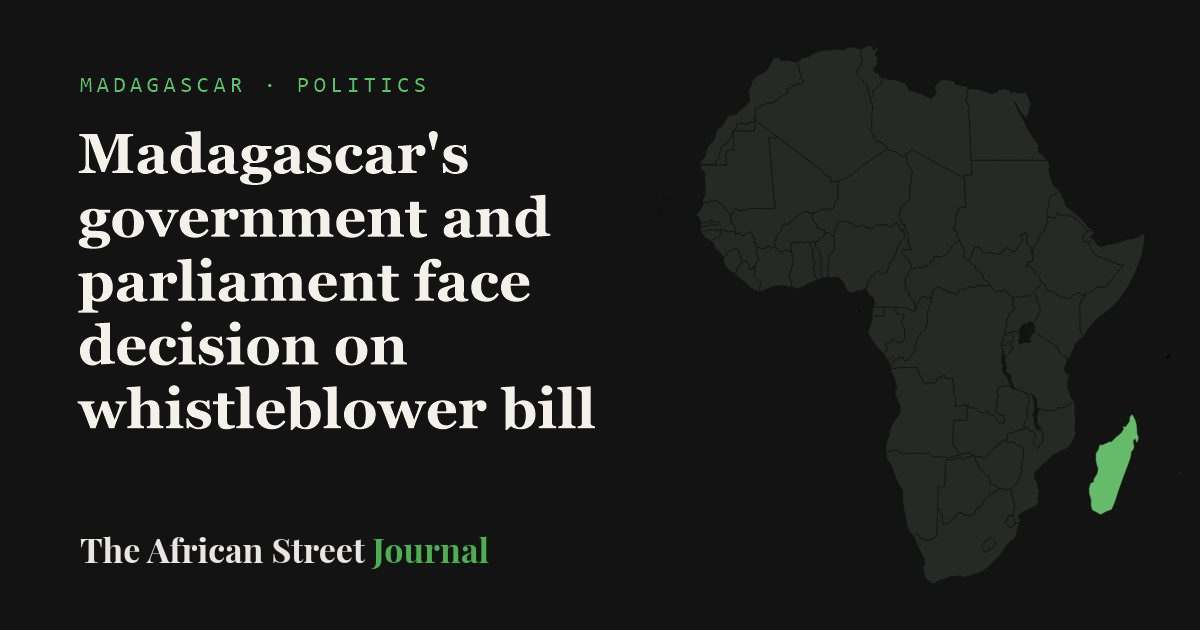 MADAGASCAR · POLITICS
Madagascar's
government and
parliament face
decision on
whistleblower bill
The African Street Journal